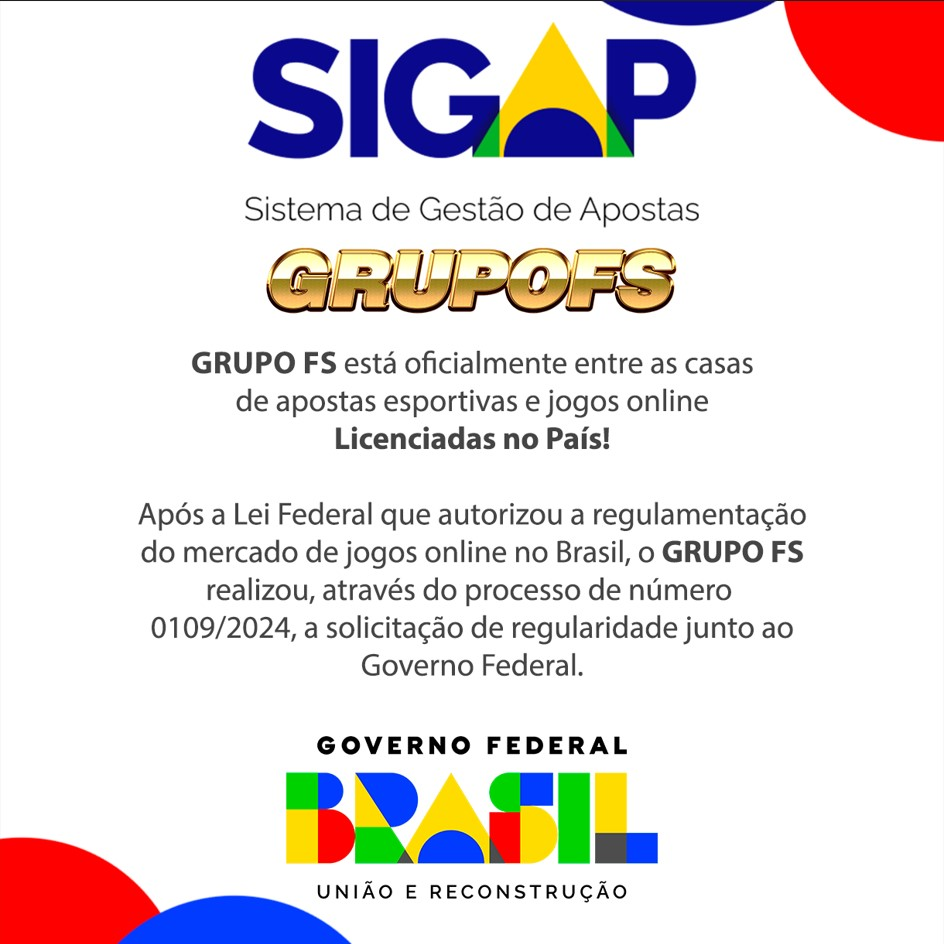 SIGAP
Sistema de Gestão de Apostas
GRUPOFS
GRUPO FS está oficialmente entre as casas
de apostas esportivas e jogos online
Licenciadas no País!
Após a Lei Federal que autorizou a regulamentação
do mercado de jogos online no Brasil, o GRUPO FS
realizou, através do processo de número
0109/2024, a solicitação de regularidade junto ao
Governo Federal.
GOVERNO FEDERAL
BRASIL
UNIÃO E RECONSTRUÇÃO